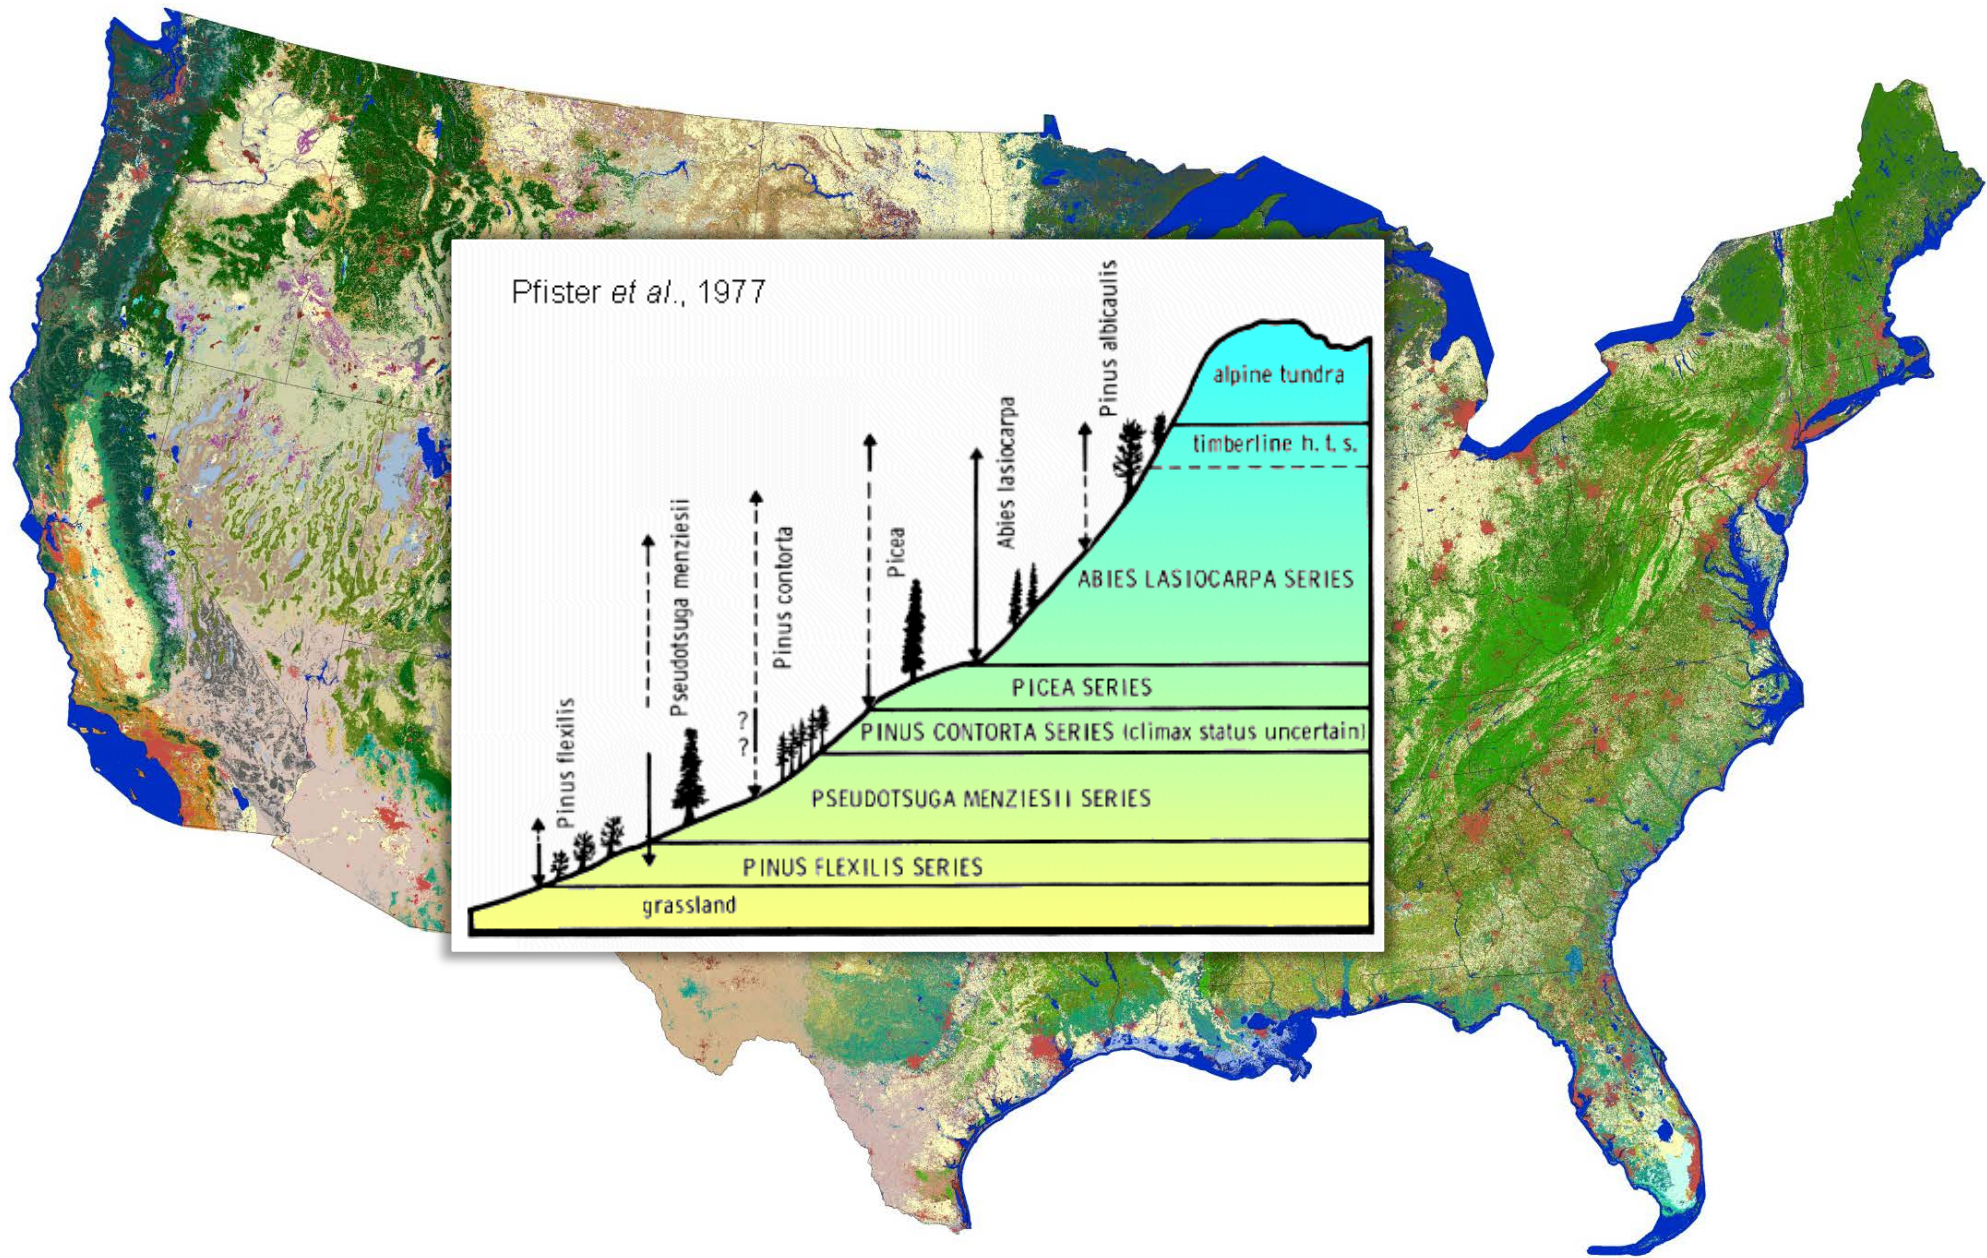 Pfister et al., 1977
Pinus albicaulis
alpine tundra
timberline h. t. s.
Abies lasiocarpa
Picea
Pinus contorta
Pseudotsuga menziesii
Pinus flexilis
ABIES LASIOCARPA SERIES
PICEA SERIES
?
?
PINUS CONTORTA SERIES (climax status uncertain)
PSEUDOTSUGA MENZIESII SERIES
PINUS FLEXILIS SERIES
grassland